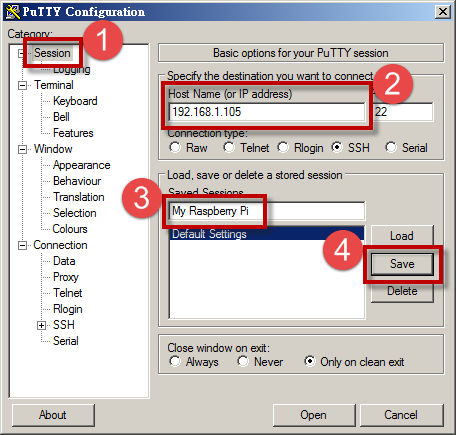 PuTTY Configuration
Category:
1
Session
Logging
Terminal
Keyboard
Bell
Features
Window
Appearance
Behaviour
Translation
Selection
Colours
Connection
Data
Proxy
Telnet
Rlogin
SSH
Serial
Basic options for your PuTTY session
Specify the destination you want to connect
2
Host Name (or IP address)
192.168.1.105
22
Connection type:
Raw Telnet Rlogin SSH Serial
Load, save or delete a stored session
Saved Sessions
3
My Raspberry Pi
Default Settings
4
Load
Save
Delete
Close window on exit:
Always Never Only on clean exit
About Open Cancel